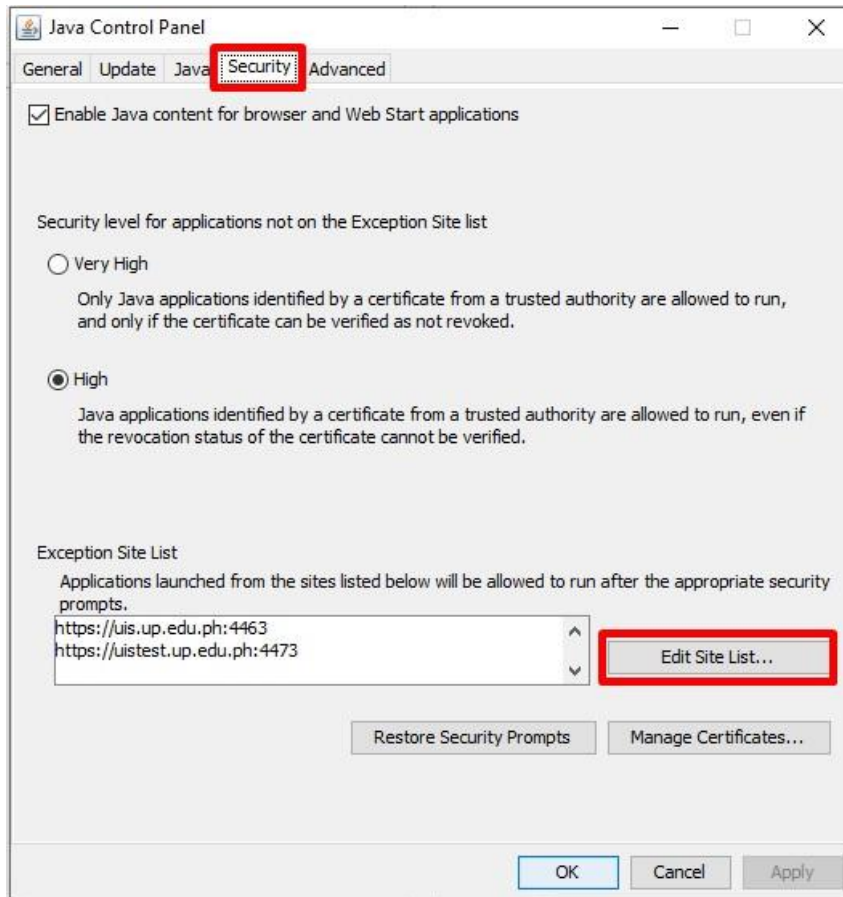 Java Control Panel
General Update Java Security Advanced
Enable Java content for browser and Web Start applications
Security level for applications not on the Exception Site list
Very High
Only Java applications identified by a certificate from a trusted authority are allowed to run,
and only if the certificate can be verified as not revoked.
High
Java applications identified by a certificate from a trusted authority are allowed to run, even if
the revocation status of the certificate cannot be verified.
Exception Site List
Applications launched from the sites listed below will be allowed to run after the appropriate security
prompts.
https://uis.up.edu.ph:4463
https://uistest.up.edu.ph:4473
Edit Site List...
Restore Security Prompts Manage Certificates...
OK Cancel Apply